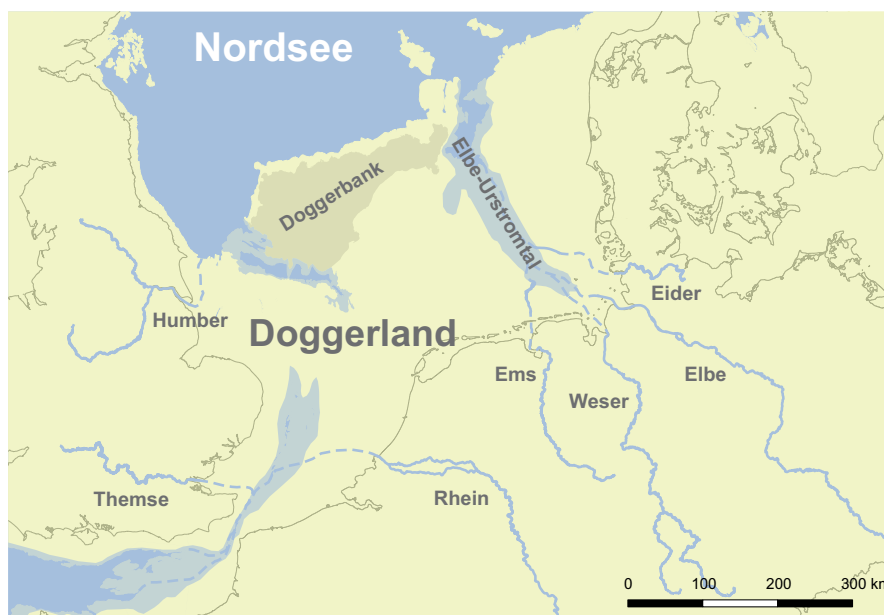 Nordsee
Doggerbank
Elbe-Urstromtal
Eider
Humber
Doggerland
Ems
Elbe
Weser
Themse
Rhein
0 100 200 300 km